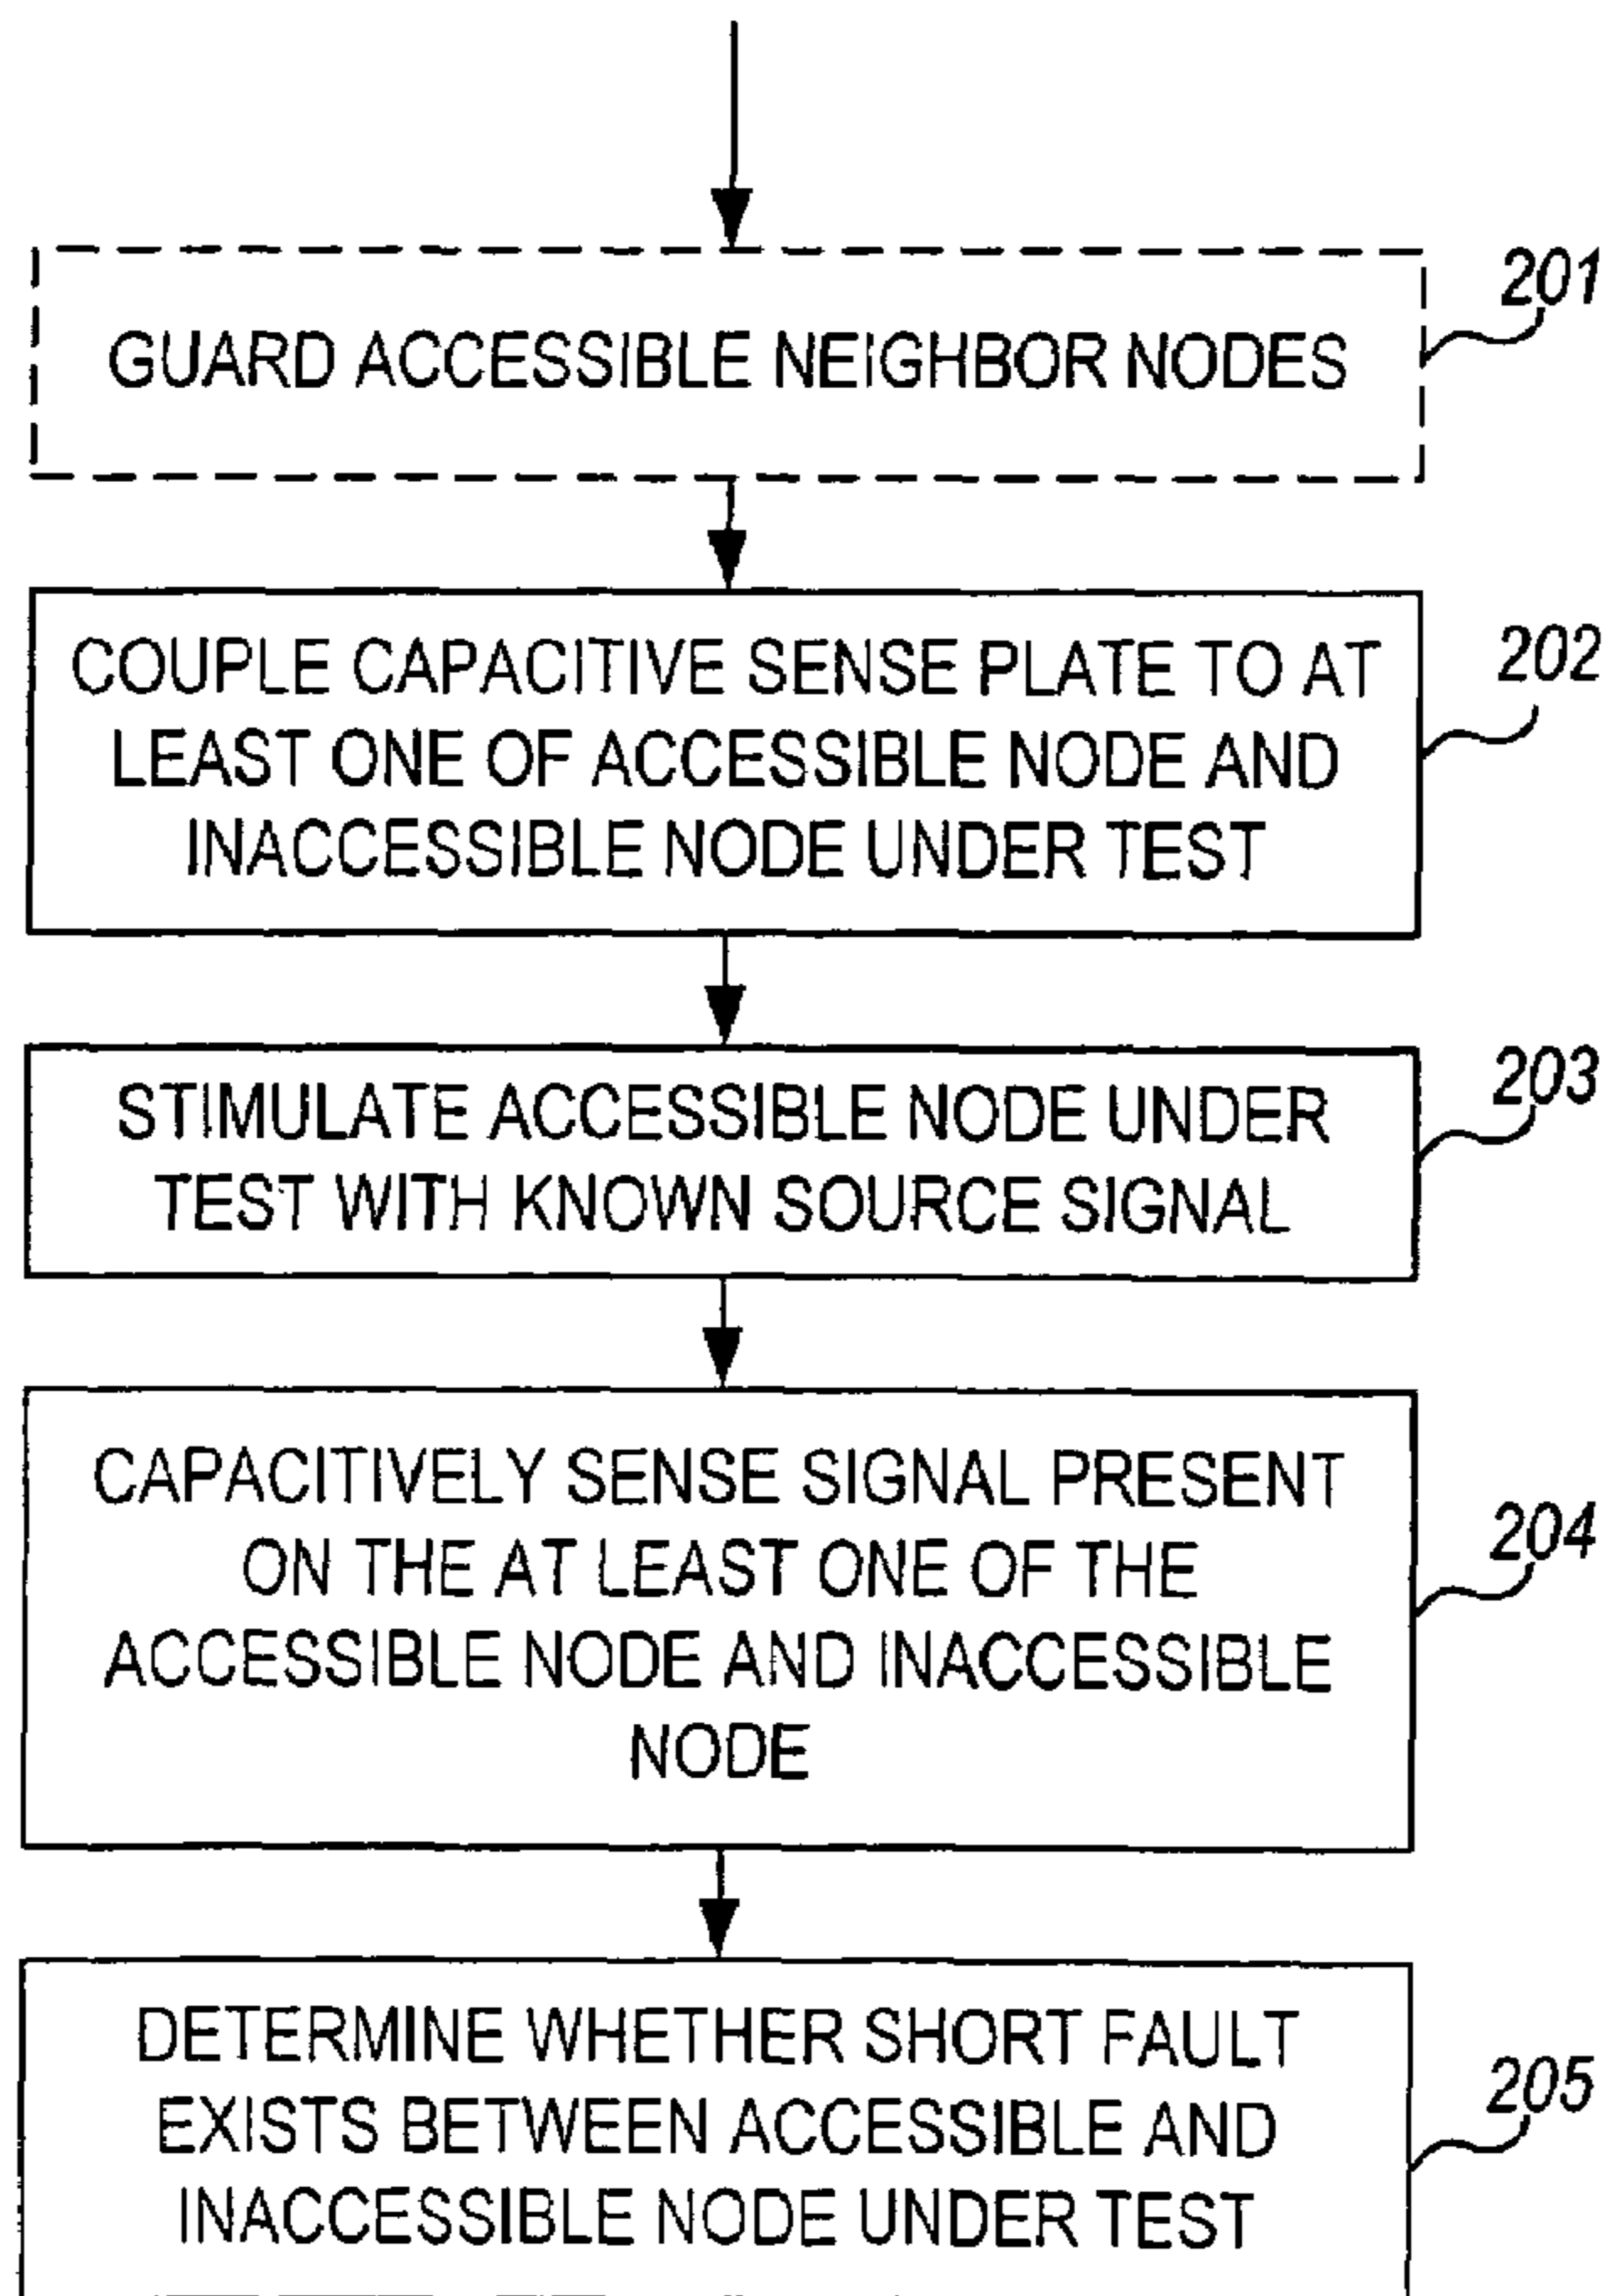 201
GUARD ACCESSIBLE NEIGHBOR NODES
202
COUPLE CAPACITIVE SENSE PLATE TO AT
LEAST ONE OF ACCESSIBLE NODE AND
INACCESSIBLE NODE UNDER TEST
203
STIMULATE ACCESSIBLE NODE UNDER
TEST WITH KNOWN SOURCE SIGNAL
204
CAPACITIVELY SENSE SIGNAL PRESENT
ON THE AT LEAST ONE OF THE
ACCESSIBLE NODE AND INACCESSIBLE
NODE
205
DETERMINE WHETHER SHORT FAULT
EXISTS BETWEEN ACCESSIBLE AND
INACCESSIBLE NODE UNDER TEST